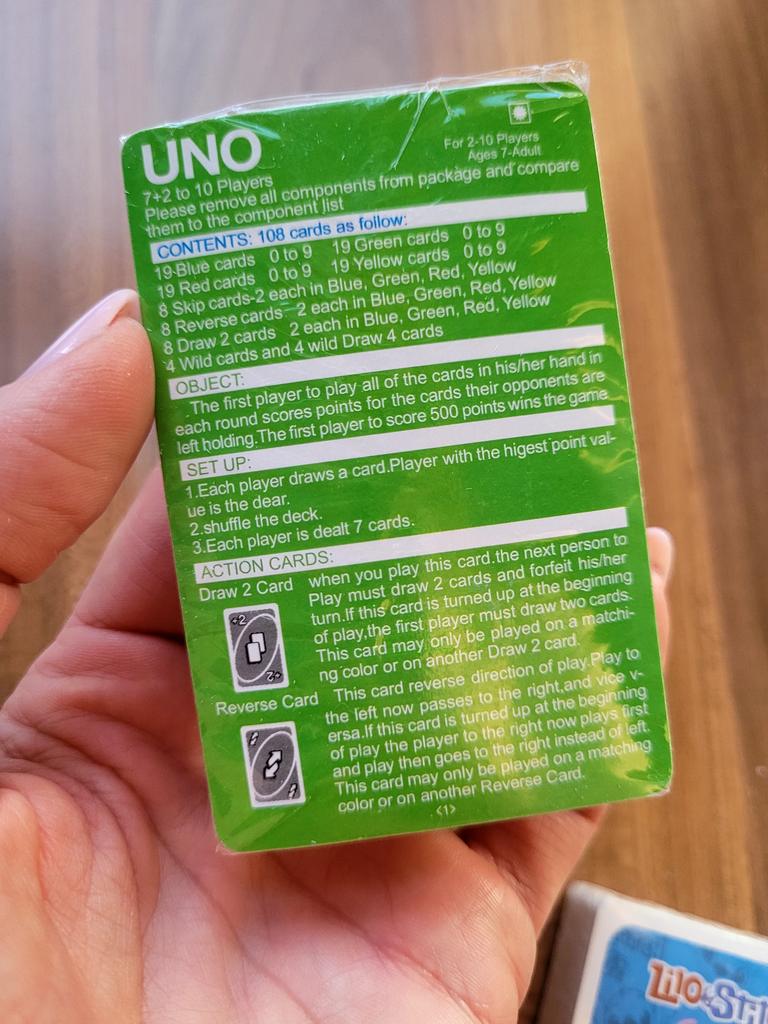 UNO
For 2-10 Players
Ages 7-Adult
7+2 to 10 Players
Please remove all components from package and compare
them to the component list
CONTENTS: 108 cards as follow:
19-Blue cards 0 to 9 19 Green cards 0 to 9
19 Red cards 0 to 9 19 Yellow cards 0 to 9
8 Skip cards-2 each in Blue, Green, Red, Yellow
8 Reverse cards 2 each in Blue, Green, Red, Yellow
8 Draw 2 cards 2 each in Blue, Green, Red, Yellow
4 Wild cards and 4 wild Draw 4 cards
OBJECT:
The first player to play all of the cards in his/her hand in
each round scores points for the cards their opponents are
left holding.The first player to score 500 points wins the game
SET UP:
1.Each player draws a card.Player with the higest point val-
ue is the dear.
2.shuffle the deck.
3.Each player is dealt 7 cards.
ACTION CARDS:
Draw 2 Card
when you play this card.the next person to
Play must draw 2 cards and forfeit his/her
turn.If this card is turned up at the beginning
of play,the first player must draw two cards.
This card may only be played on a matchi-
ng color or on another Draw 2 card.
+2
+2
Reverse Card
This card reverse direction of play.Play to
the left now passes to the right,and vice v-
ersa.If this card is turned up at the beginning
of play the player to the right now plays first
and play then goes to the right instead of left.
This card may only be played on a matching
color or on another Reverse Card.
<1>
Lilo &